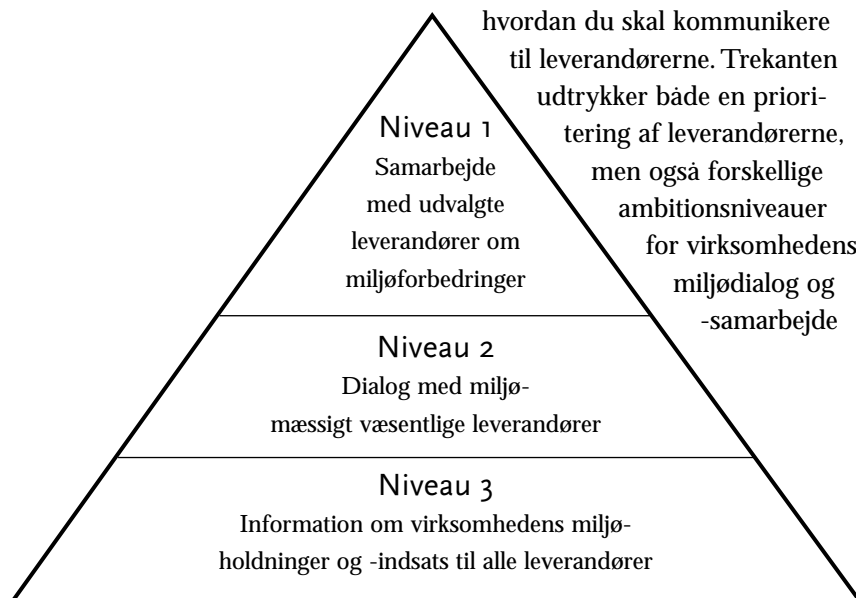 hvordan du skal kommunikere
til leverandørerne. Trekanten
udtrykker både en priori-
tering af leverandørerne,
men også forskellige
ambitionsniveauer
for virksomhedens
miljødialog og
-samarbejde
Niveau 1
Samarbejde
med udvalgte
leverandører om
miljøforbedringer
Niveau 2
Dialog med miljø-
mæssigt væsentlige leverandører
Niveau 3
Information om virksomhedens miljø-
holdninger og -indsats til alle leverandører